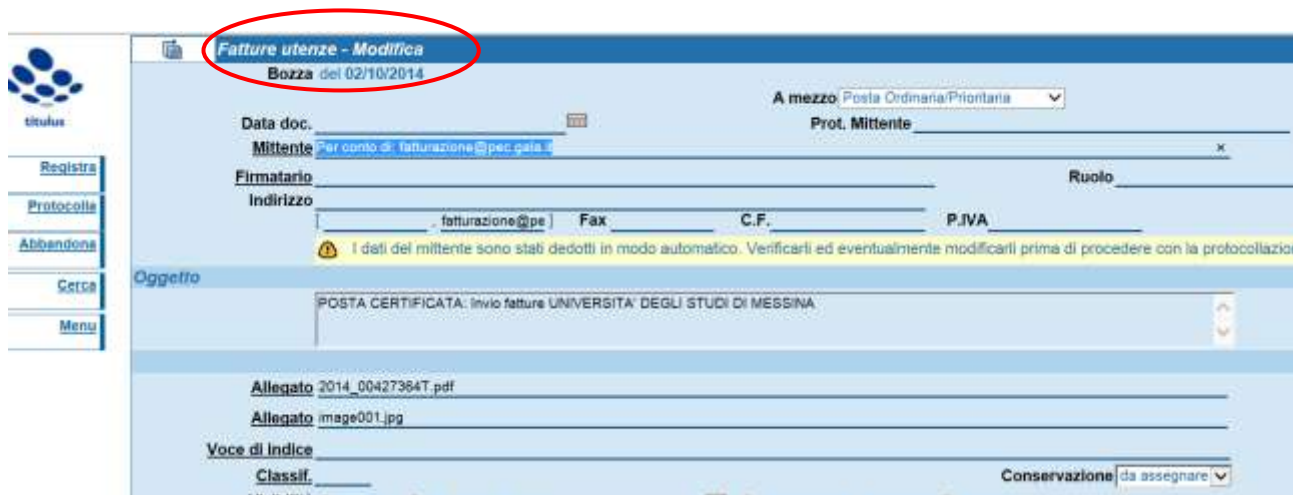 Fatture utenze - Modifica
Bozza del 02/10/2014
A mezzo Posta Ordinaria/Prioritaria
titulus
Data doc. Prot. Mittente
Mittente Per conto di: fatturazione@pec.gaia.it ×
Registra
Firmatario Ruolo
Protocolla
Indirizzo
[ , fatturazione@pe ] Fax C.F. P.IVA
Abbandona
I dati del mittente sono stati dedotti in modo automatico. Verificarli ed eventualmente modificarli prima di procedere con la protocollazio
Cerca
Oggetto
POSTA CERTIFICATA: Invio fatture UNIVERSITA' DEGLI STUDI DI MESSINA
Menu
Allegato 2014_00427364T.pdf
Allegato image001.jpg
Voce di indice
Classif. Conservazione da assegnare